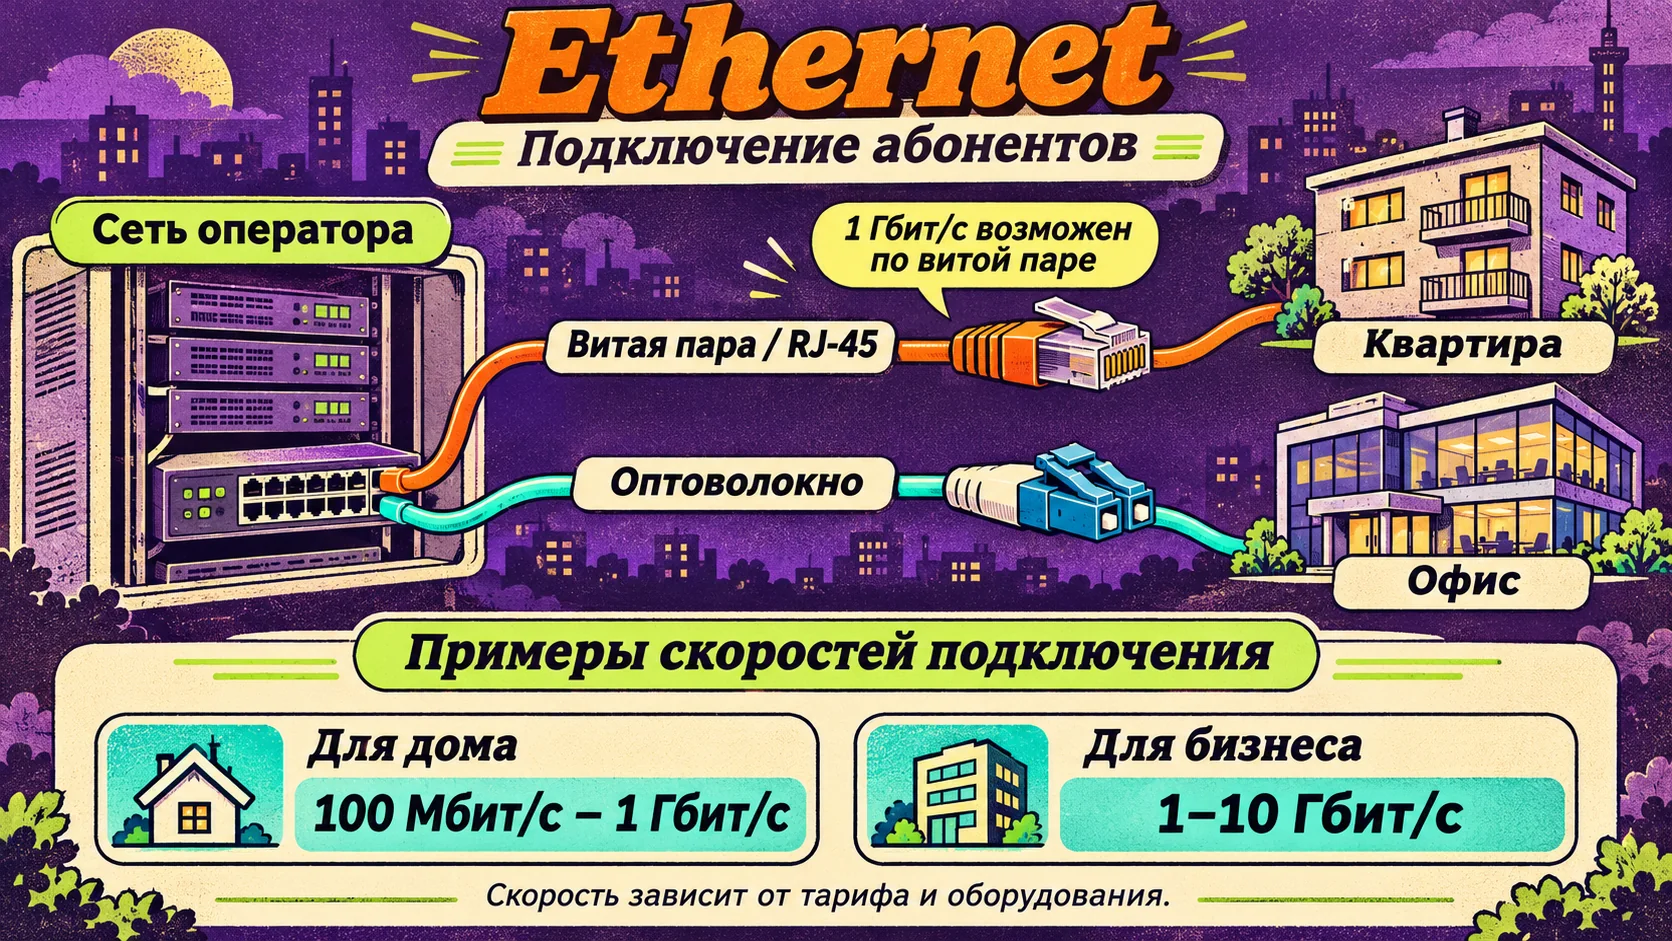 Ethernet
Подключение абонентов
Сеть оператора
1 Гбит/с возможен
по витой паре
Витая пара / RJ-45
Квартира
Оптоволокно
Офис
Примеры скоростей подключения
Для дома
100 Мбит/с – 1 Гбит/с
Для бизнеса
1–10 Гбит/с
Скорость зависит от тарифа и оборудования.